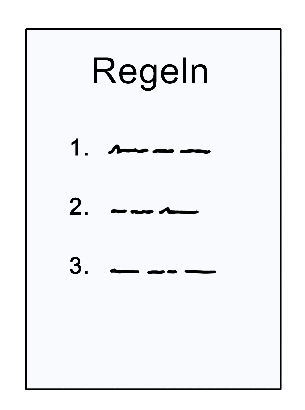 Regeln
1.
2.
3.